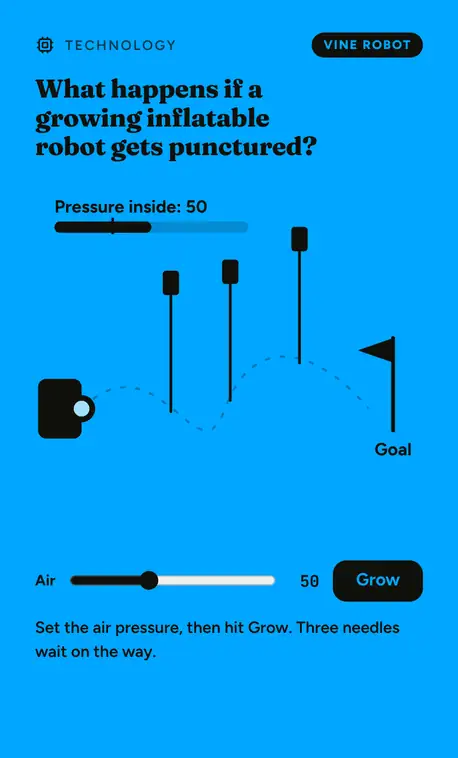 TECHNOLOGY
VINE ROBOT
What happens if a
growing inflatable
robot gets punctured?
Pressure inside: 50
Goal
Air
50
Grow
Set the air pressure, then hit Grow. Three needles
wait on the way.